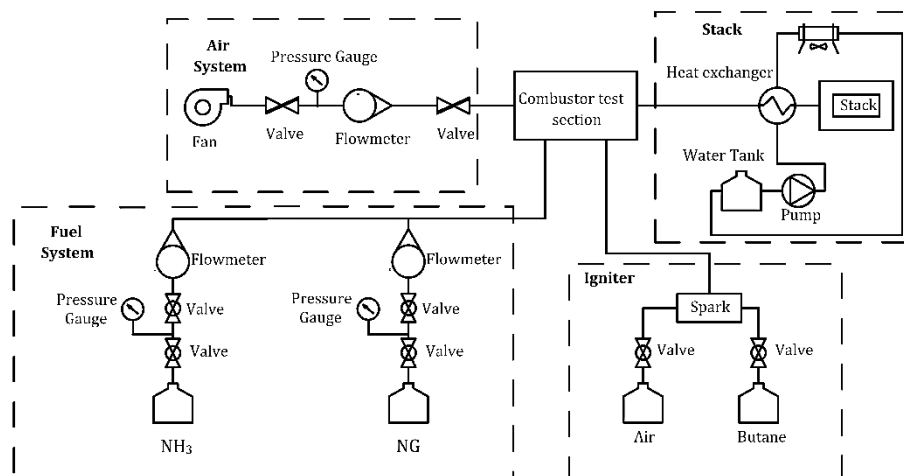 Air
System
Pressure Gauge
Fan
Valve
Flowmeter
Valve
Combustor test
section
Stack
Heat exchanger
Stack
Water Tank
Pump
Fuel
System
Flowmeter
Flowmeter
Pressure
Gauge
Valve
Valve
NH₃
Pressure
Gauge
Valve
Valve
NG
Igniter
Spark
Valve
Valve
Air
Butane